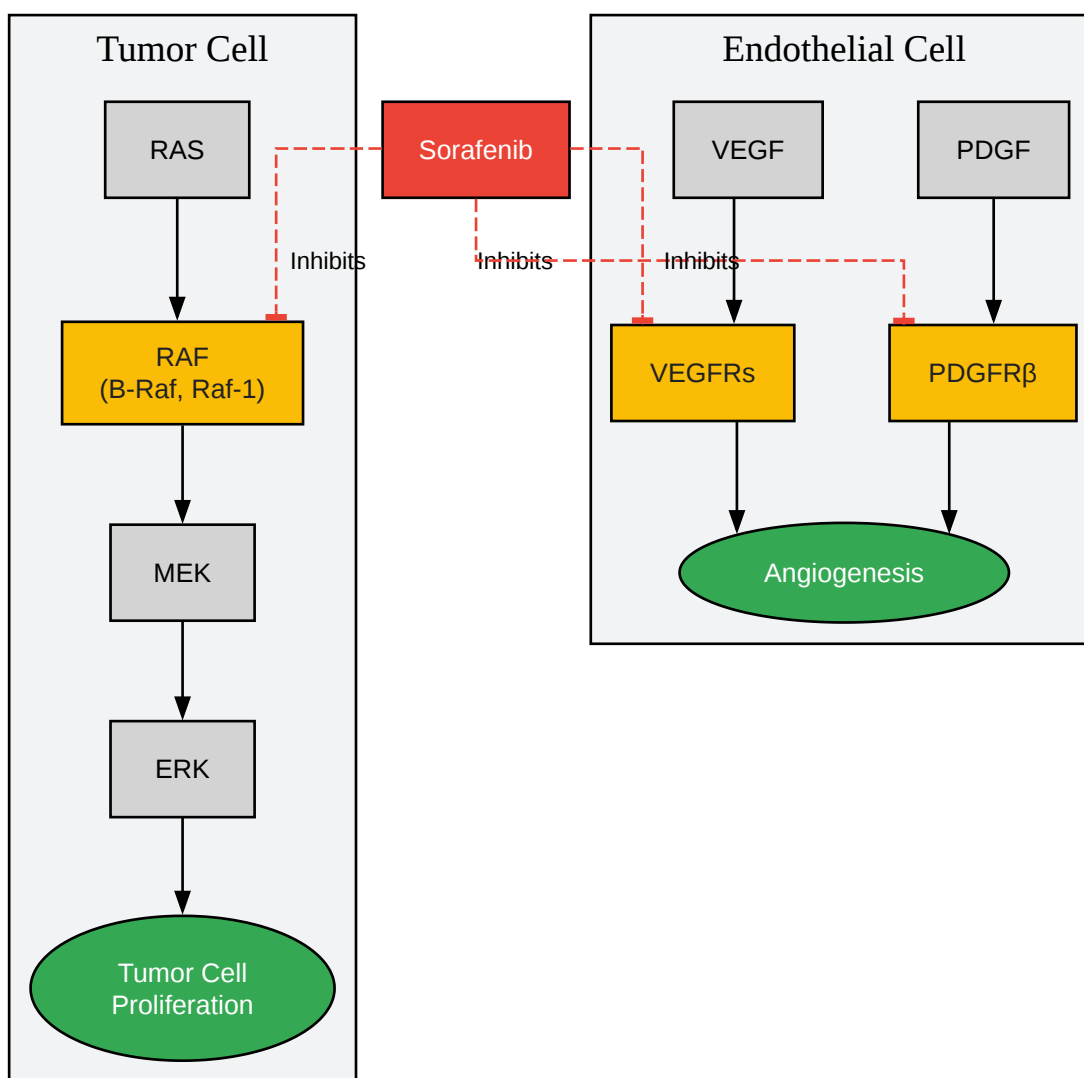 Tumor Cell
Endothelial Cell
RAS
Sorafenib
VEGF
PDGF
Inhibits
Inhibits
Inhibits
RAF
(B-Raf, Raf-1)
VEGFRs
PDGFRβ
MEK
Angiogenesis
ERK
Tumor Cell
Proliferation